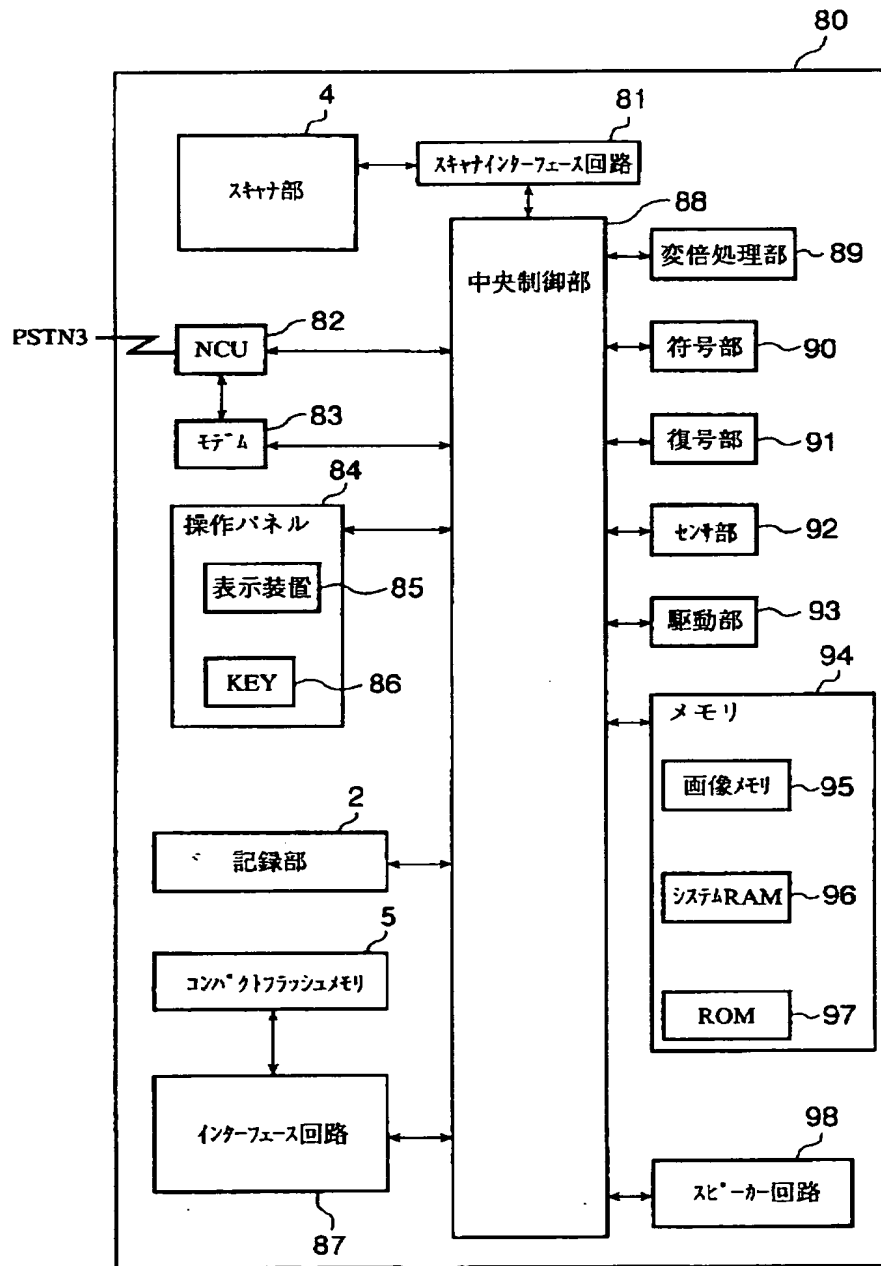 80
4
スキャナ部
81
スキャナインターフェース回路
88
中央制御部
変倍処理部
89
PSTN3
82
NCU
符号部
90
83
モデム
復号部
91
84
操作パネル
センサ部
92
表示装置
85
駆動部
93
KEY
86
94
メモリ
画像メモリ
95
2
記録部
システムRAM
96
5
コンパクトフラッシュメモリ
ROM
97
インターフェース回路
87
98
スピーカー回路